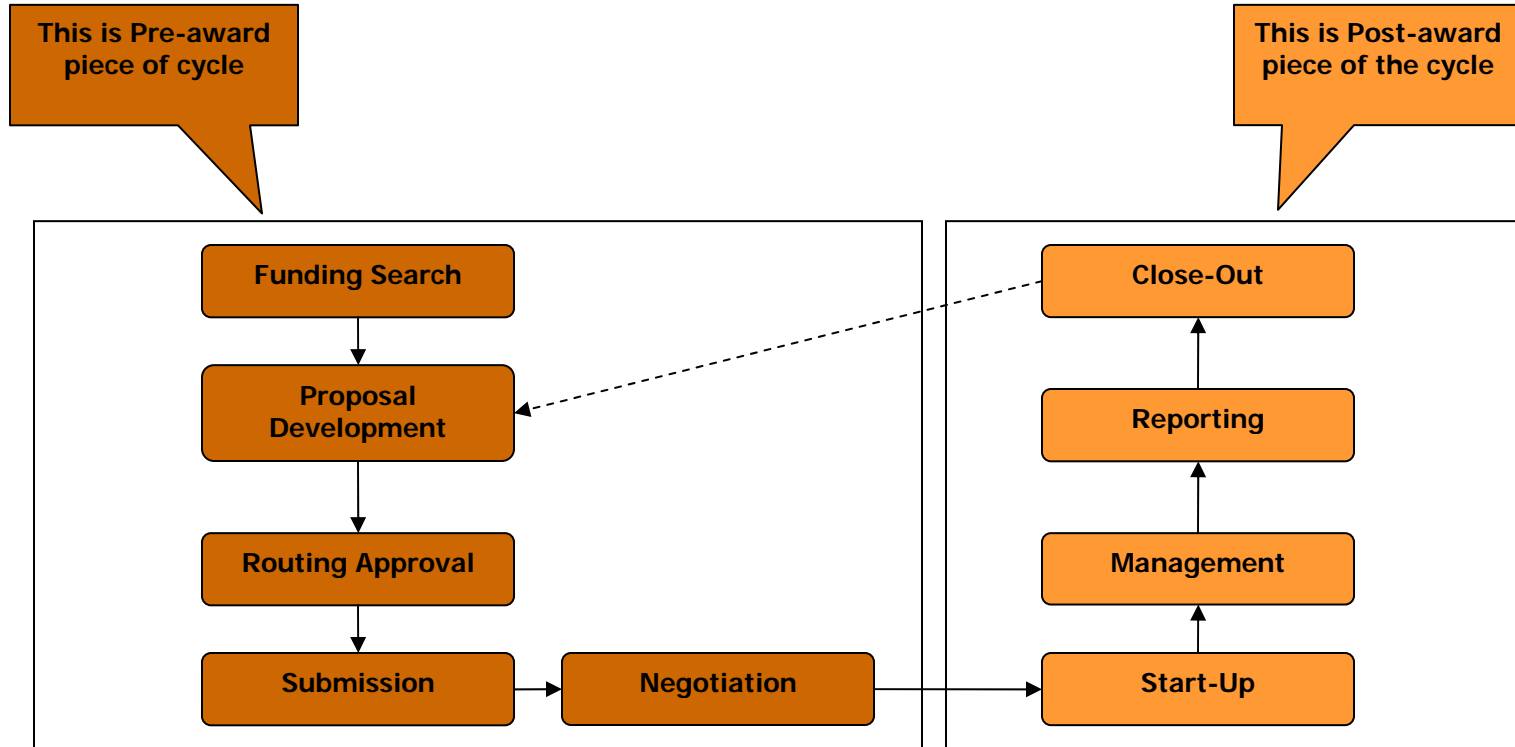 This is Pre-award
piece of cycle
This is Post-award
piece of the cycle
Funding Search
Proposal
Development
Routing Approval
Submission
Negotiation
Close-Out
Reporting
Management
Start-Up